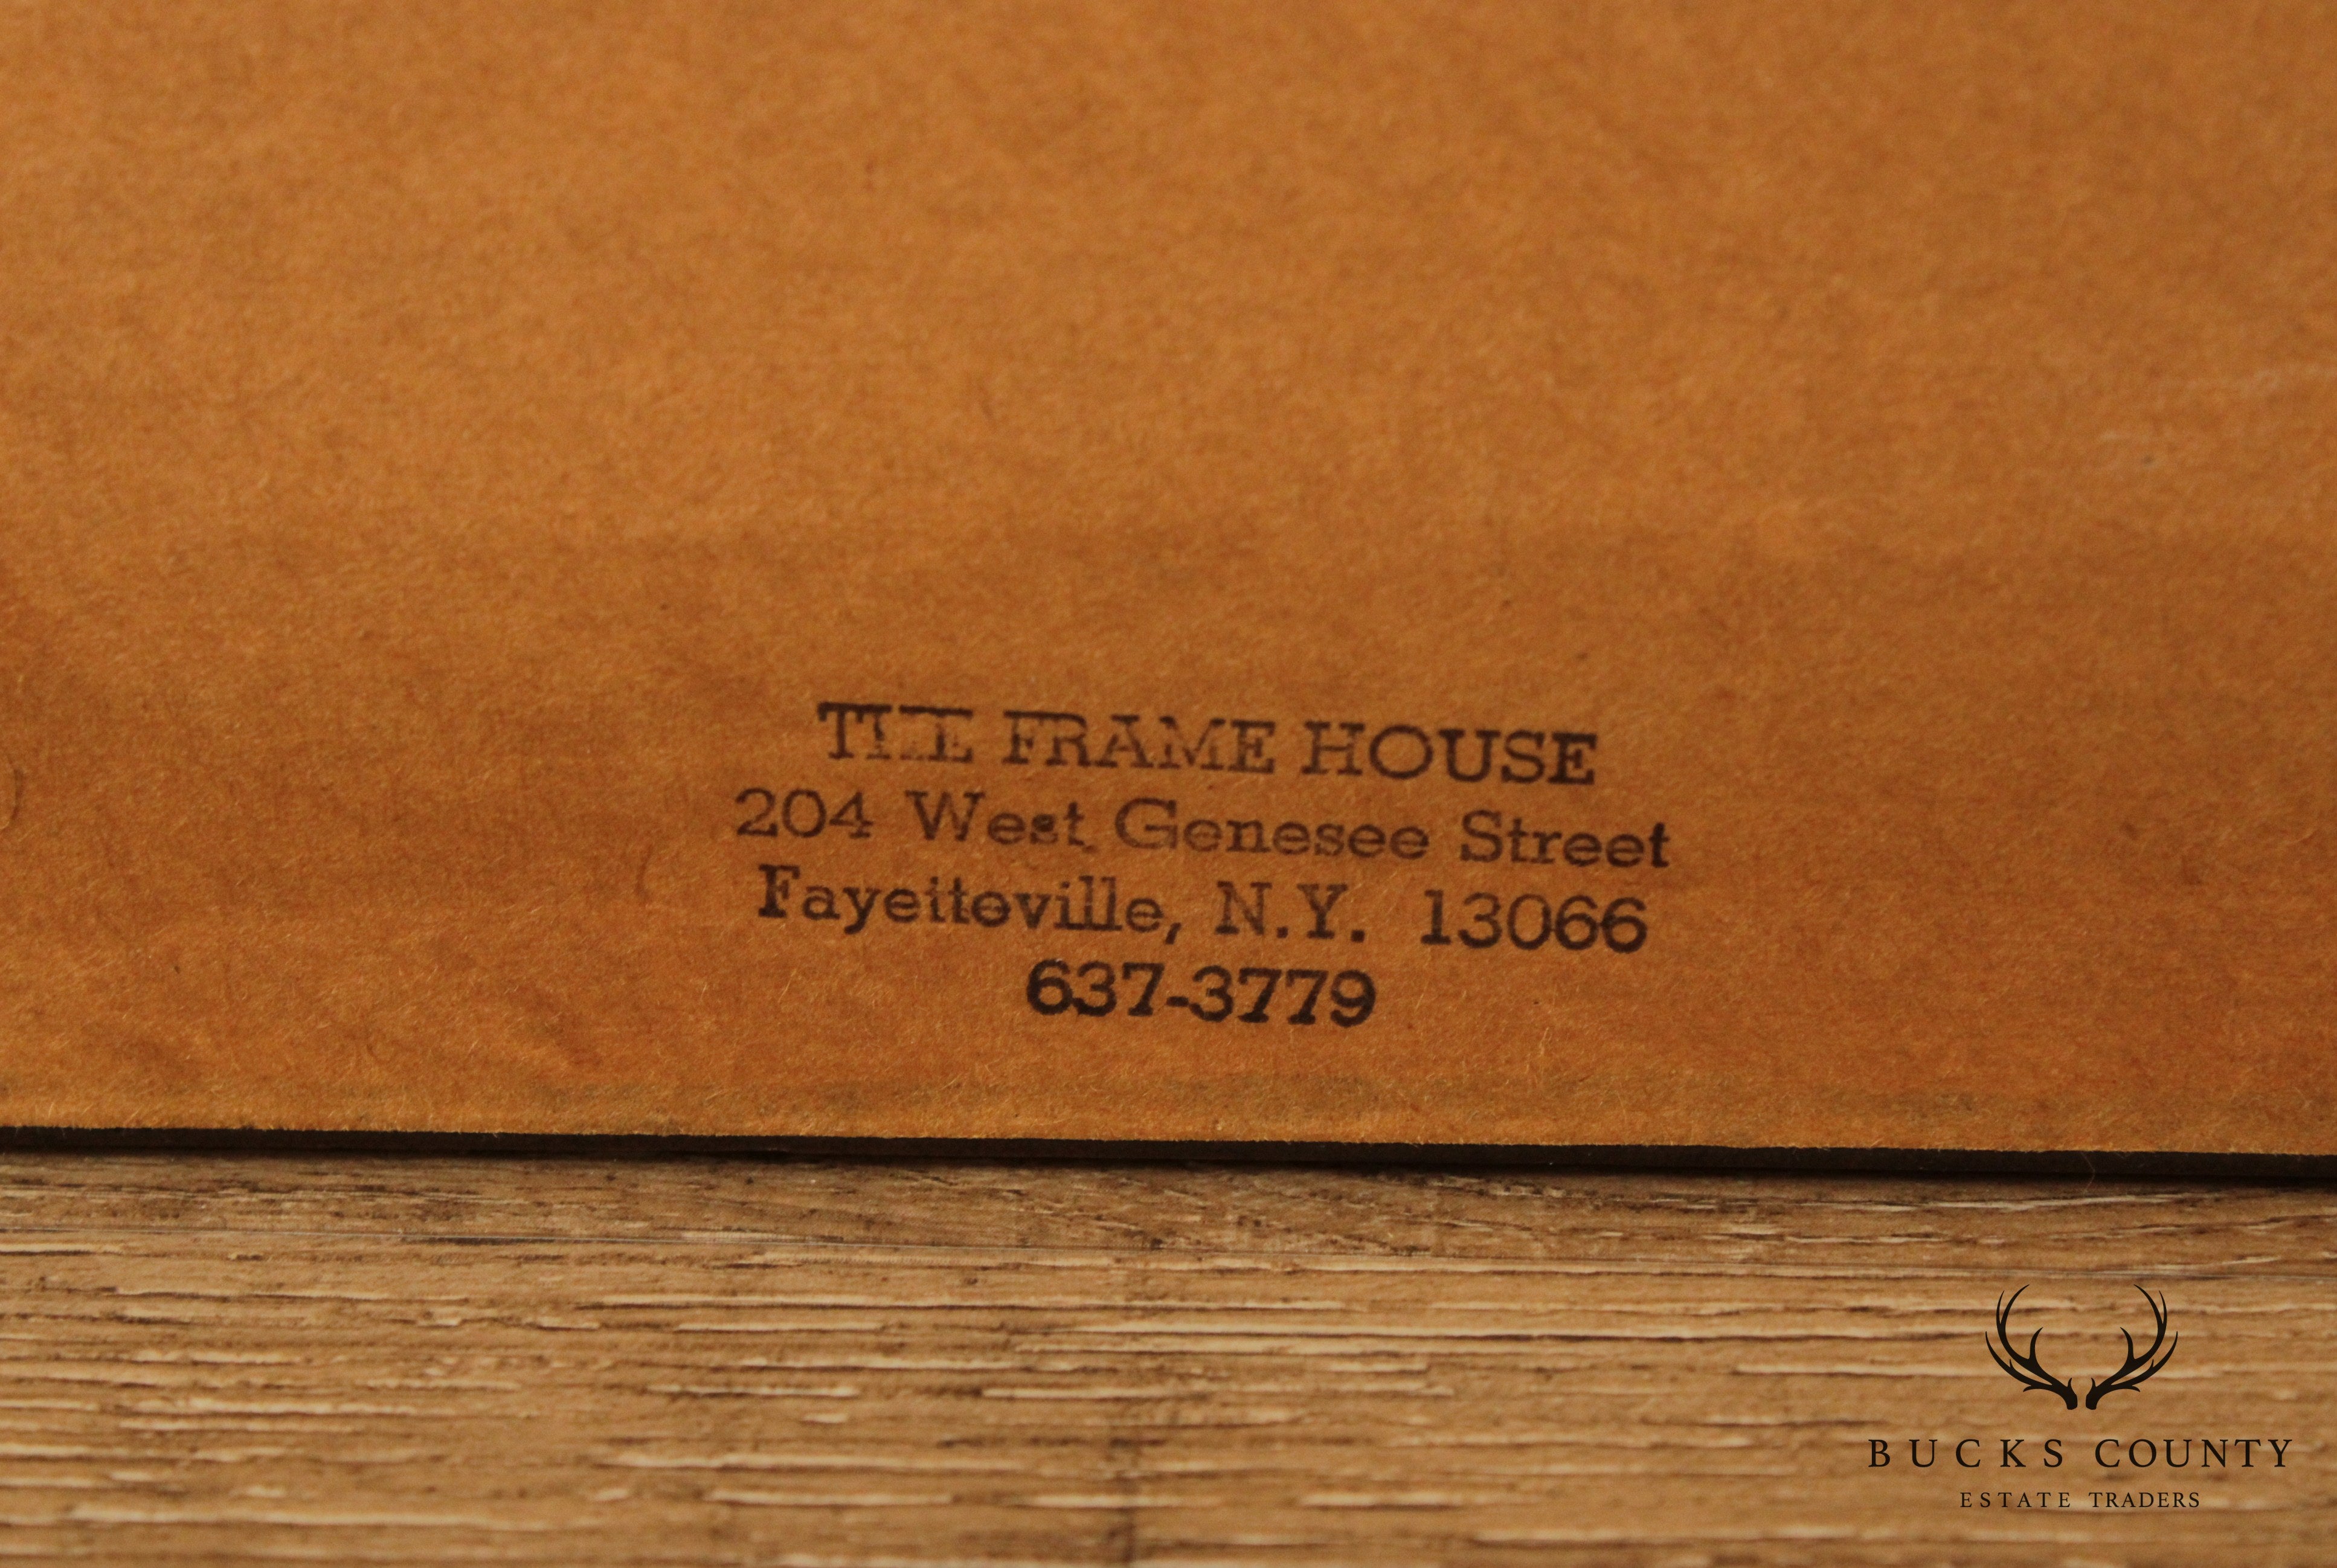 THE FRAME HOUSE
204 West Genesee Street
Fayetteville, N.Y. 13066
637-3779
BUCKS COUNTY
ESTATE TRADERS